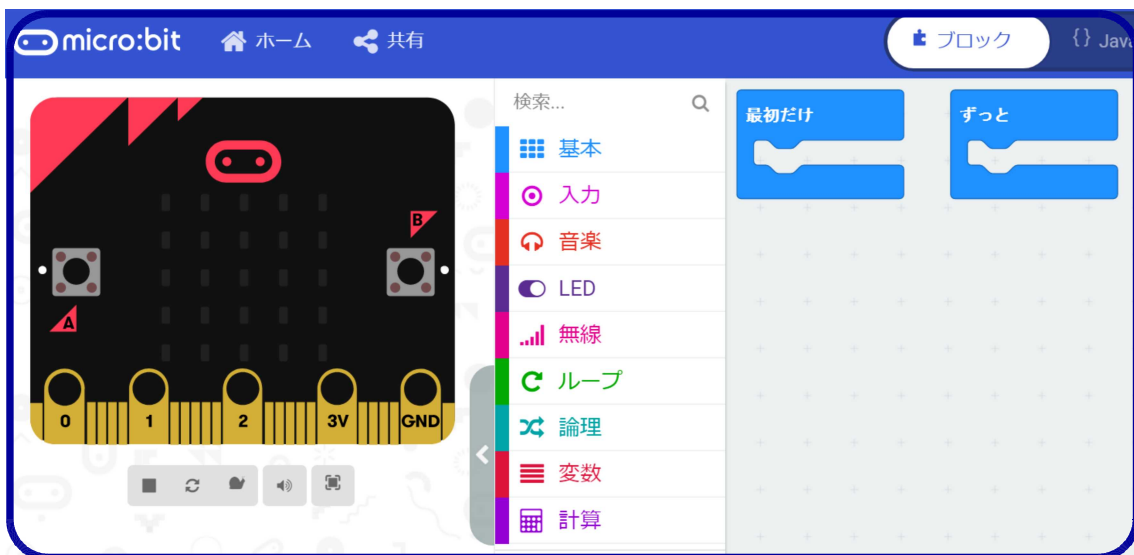 micro:bit ホーム 共有 ブロック {} Java
検索...
基本
入力
音楽
LED
無線
ループ
論理
変数
計算
最初だけ
ずっと
B
A
0 1 2 3V GND